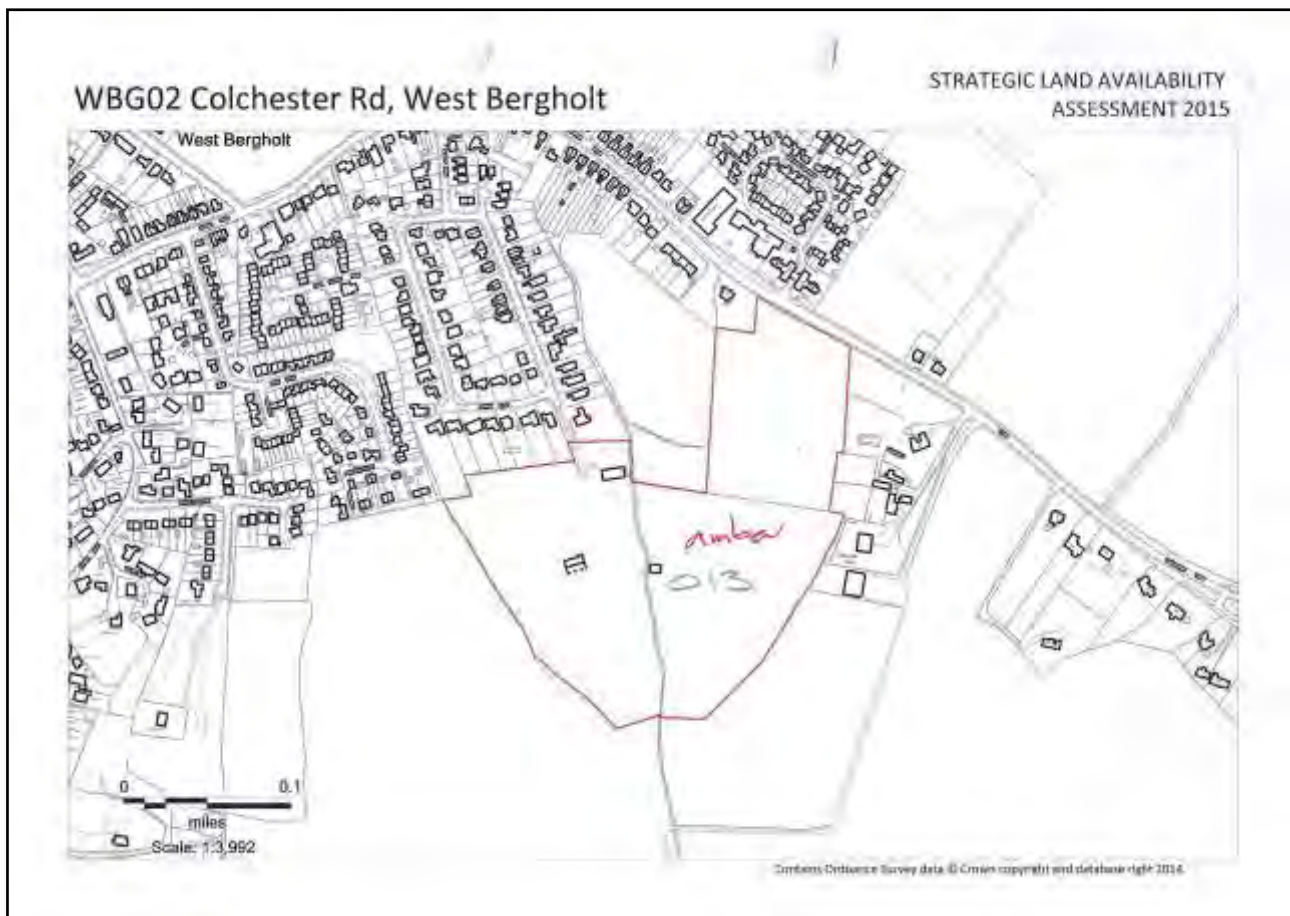 WBG02 Colchester Rd, West Bergholt
STRATEGIC LAND AVAILABILITY
ASSESSMENT 2015
West Bergholt
amber
013
0 0.1
miles
Scale: 1:3,992
Contains Ordnance Survey data © Crown copyright and database right 2014.